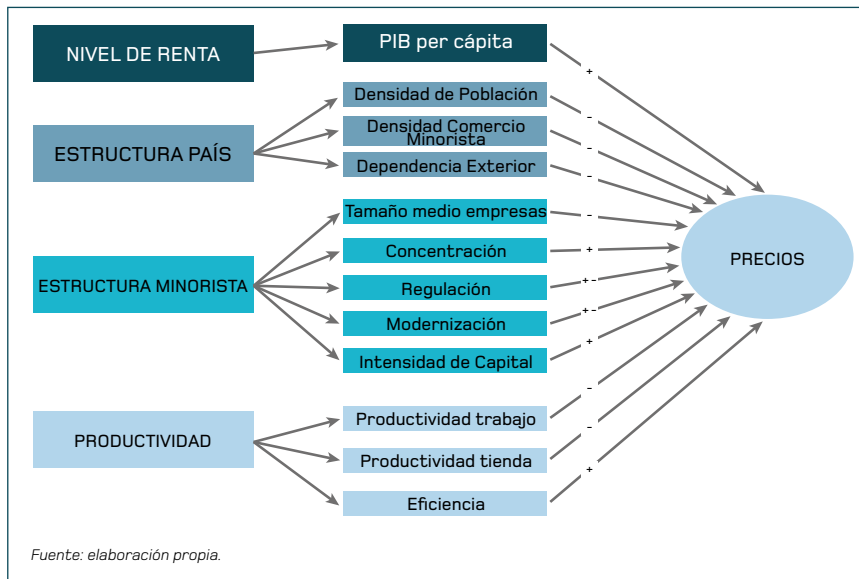 NIVEL DE RENTA
PIB per cápita
+
ESTRUCTURA PAÍS
Densidad de Población
-
Densidad Comercio
Minorista
-
Dependencia Exterior
-
ESTRUCTURA MINORISTA
Tamaño medio empresas
-
Concentración
+
Regulación
+-
Modernización
+-
Intensidad de Capital
+
PRODUCTIVIDAD
Productividad trabajo
-
Productividad tienda
-
Eficiencia
+
PRECIOS
Fuente: elaboración propia.